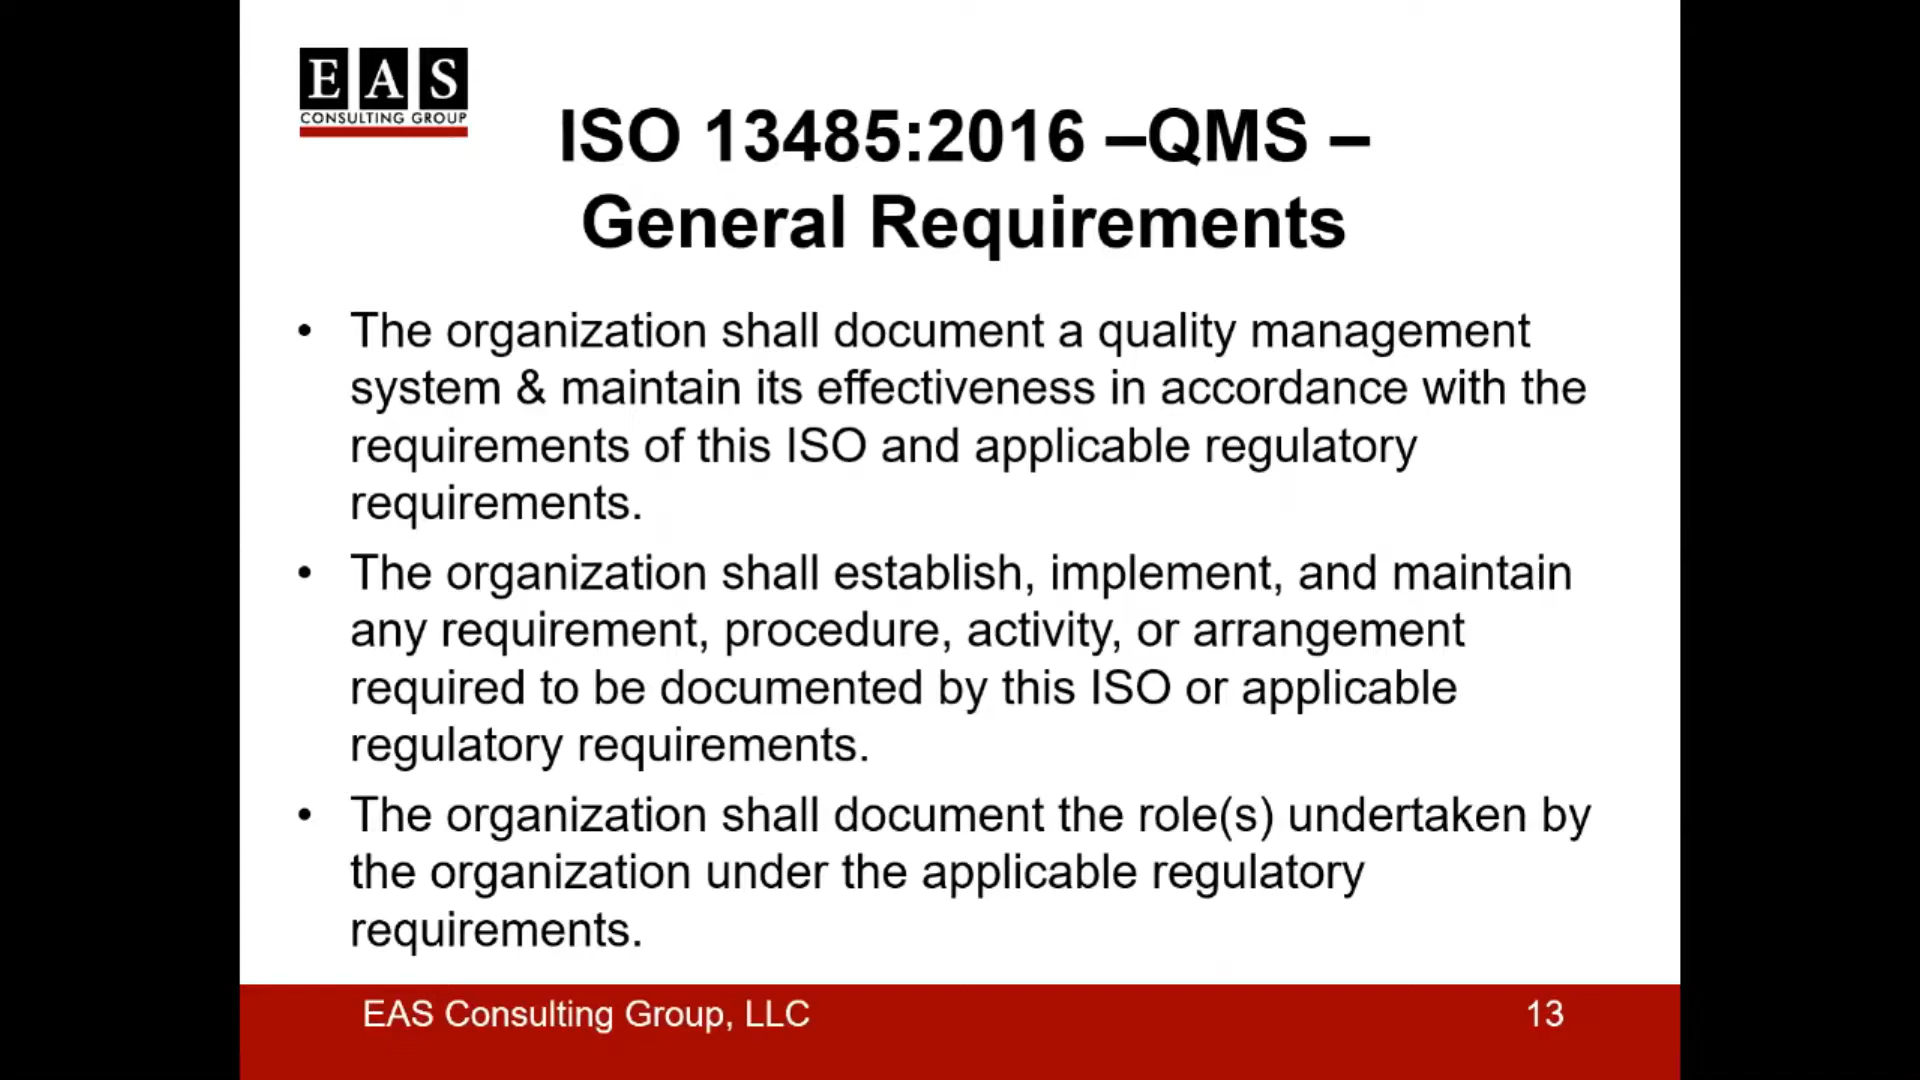 E A S
CONSULTING GROUP
ISO 13485:2016 –QMS –
General Requirements
• The organization shall document a quality management
system & maintain its effectiveness in accordance with the
requirements of this ISO and applicable regulatory
requirements.
• The organization shall establish, implement, and maintain
any requirement, procedure, activity, or arrangement
required to be documented by this ISO or applicable
regulatory requirements.
• The organization shall document the role(s) undertaken by
the organization under the applicable regulatory
requirements.
EAS Consulting Group, LLC
13